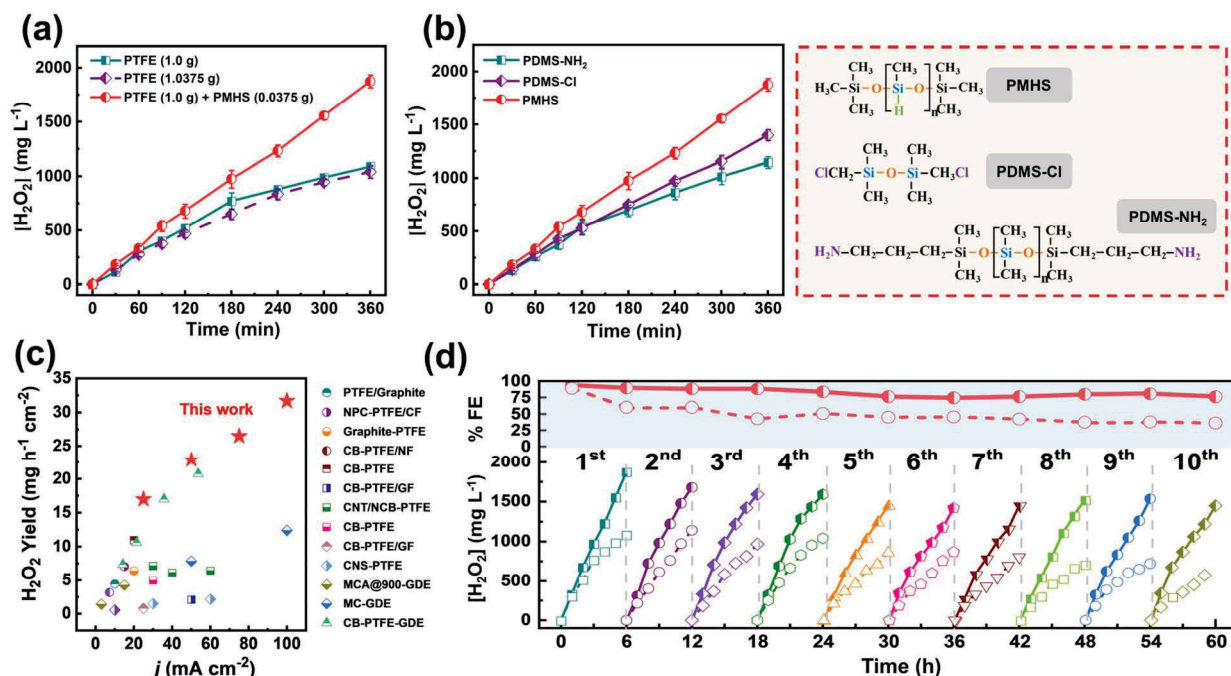 (a)
PTFE (1.0 g)
PTFE (1.0375 g)
PTFE (1.0 g) + PMHS (0.0375 g)
[H₂O₂] (mg L⁻¹)
2000
1500
1000
500
0
0 60 120 180 240 300 360
Time (min)
(b)
PDMS-NH₂
PDMS-Cl
PMHS
[H₂O₂] (mg L⁻¹)
2000
1500
1000
500
0
0 60 120 180 240 300 360
Time (min)
CH₃ CH₃ CH₃
H₃C—Si—O—[Si—O]ₙ—Si—CH₃
CH₃ H CH₃
PMHS
CH₃ CH₃
ClCH₂—Si—O—Si—CH₂Cl
CH₃ CH₃
PDMS-Cl
PDMS-NH₂
CH₃ CH₃ CH₃
H₂N—CH₂-CH₂-CH₂—Si—O—[Si—O]ₙ—Si—CH₂-CH₂-CH₂—NH₂
CH₃ CH₃ CH₃
(c)
H₂O₂ Yield (mg h⁻¹ cm⁻²)
35
30
25
20
15
10
5
0
This work
0 20 40 60 80 100
j (mA cm⁻²)
PTFE/Graphite
NPC-PTFE/CF
Graphite-PTFE
CB-PTFE/NF
CB-PTFE
CB-PTFE/GF
CNT/NCB-PTFE
CB-PTFE
CB-PTFE/GF
CNS-PTFE
MCA@900-GDE
MC-GDE
CB-PTFE-GDE
(d)
% FE
100
75
50
25
0
1ˢᵗ 2ⁿᵈ 3ʳᵈ 4ᵗʰ 5ᵗʰ 6ᵗʰ 7ᵗʰ 8ᵗʰ 9ᵗʰ 10ᵗʰ
[H₂O₂] (mg L⁻¹)
2000
1500
1000
500
0
0 6 12 18 24 30 36 42 48 54 60
Time (h)